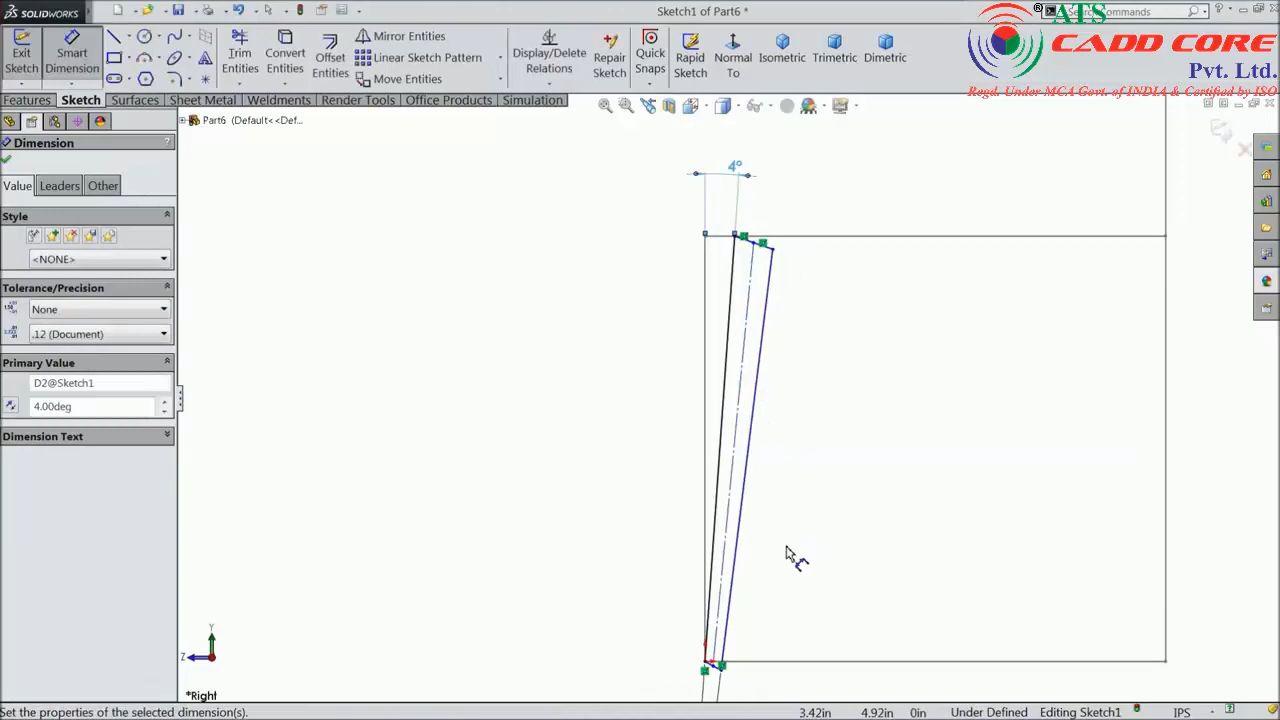 SOLIDWORKS
Sketch1 of Part6 *
Search Commands
® ATS
CADD CORE
Pvt. Ltd.
Regd. Under MCA Govt. of INDIA & Certified by ISO
Exit Sketch
Smart Dimension
Trim Entities
Convert Entities
Offset Entities
Mirror Entities
Linear Sketch Pattern
Move Entities
Display/Delete Relations
Repair Sketch
Quick Snaps
Rapid Sketch
Normal To
Isometric
Trimetric
Dimetric
Features
Sketch
Surfaces
Sheet Metal
Weldments
Render Tools
Office Products
Simulation
Part6 (Default<<Def...
Dimension
?
Value
Leaders
Other
Style
<NONE>
Tolerance/Precision
None
.12 (Document)
Primary Value
D2@Sketch1
4.00deg
Dimension Text
4°
Y
Z
*Right
Set the properties of the selected dimension(s).
3.42in
4.92in
0in
Under Defined
Editing Sketch1
IPS